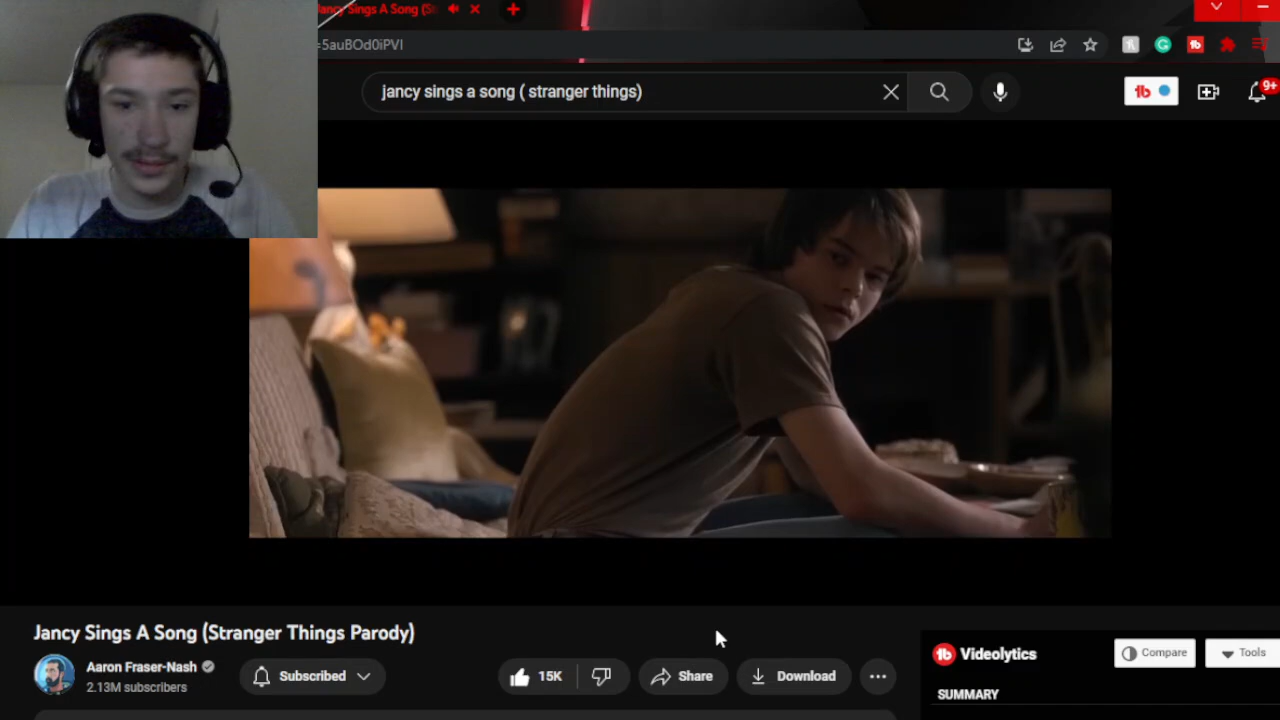 Jancy Sings A Song (St
=5auBOd0iPVI
jancy sings a song ( stranger things)
9+
Jancy Sings A Song (Stranger Things Parody)
Aaron Fraser-Nash
2.13M subscribers
Subscribed
15K
Share
Download
Videolytics
Compare
Tools
SUMMARY